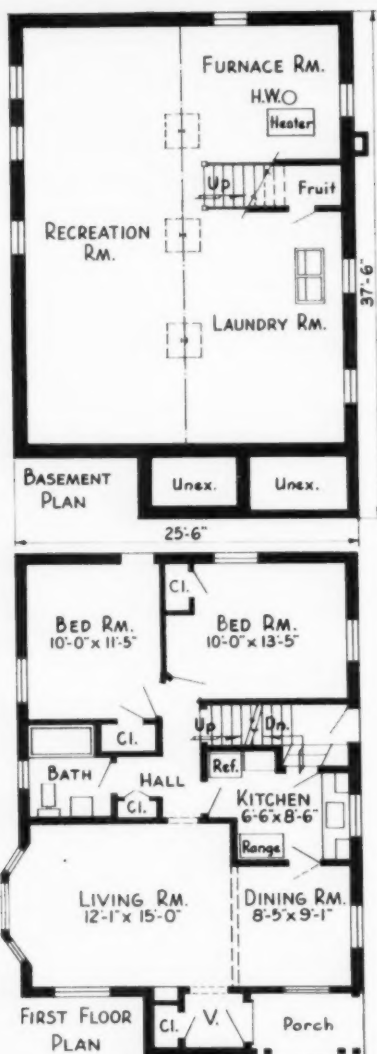 FURNACE RM.
H.W.
Heater
Up
Fruit
RECREATION
RM.
LAUNDRY RM.
37'-6"
BASEMENT
PLAN
Unex.
Unex.
25'-6"
Cl.
BED RM.
10'-0" x 11'-5"
BED RM.
10'-0" x 13'-5"
Up
Dn.
Cl.
Ref.
BATH
HALL
KITCHEN
6'-6" x 8'-6"
Cl.
Range
LIVING RM.
12'-1" x 15'-0"
DINING RM.
8'-5" x 9'-1"
FIRST FLOOR
PLAN
Cl.
V.
Porch